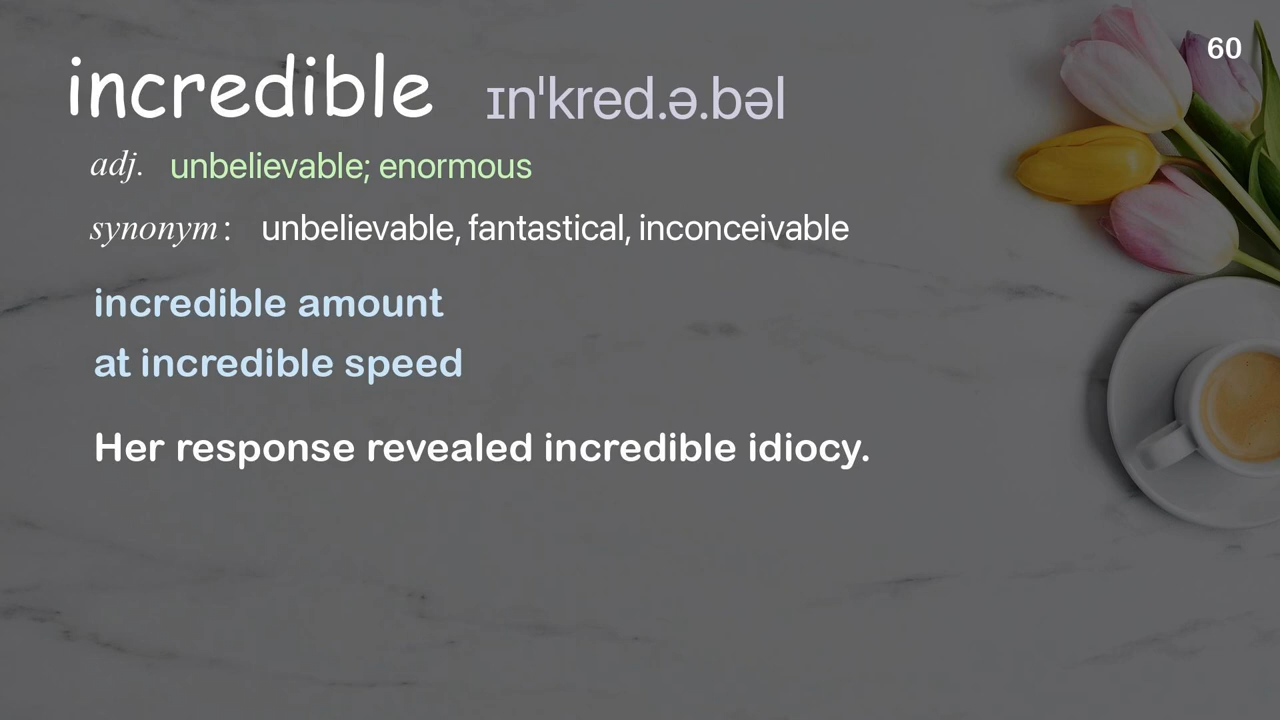 60
incredible ɪnˈkred.ə.bəl
adj. unbelievable; enormous
synonym: unbelievable, fantastical, inconceivable
incredible amount
at incredible speed
Her response revealed incredible idiocy.